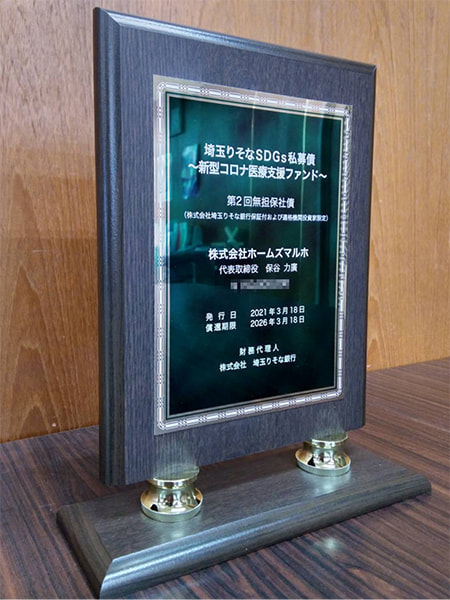 埼玉りそなSDGs私募債
〜新型コロナ医療支援ファンド〜
第2回無担保社債
(株式会社埼玉りそな銀行保証付および適格機関投資家限定)
株式会社ホームズマルホ
代表取締役 保谷 力廣
発行日 2021年3月18日
償還期限 2026年3月18日
財務代理人
株式会社 埼玉りそな銀行